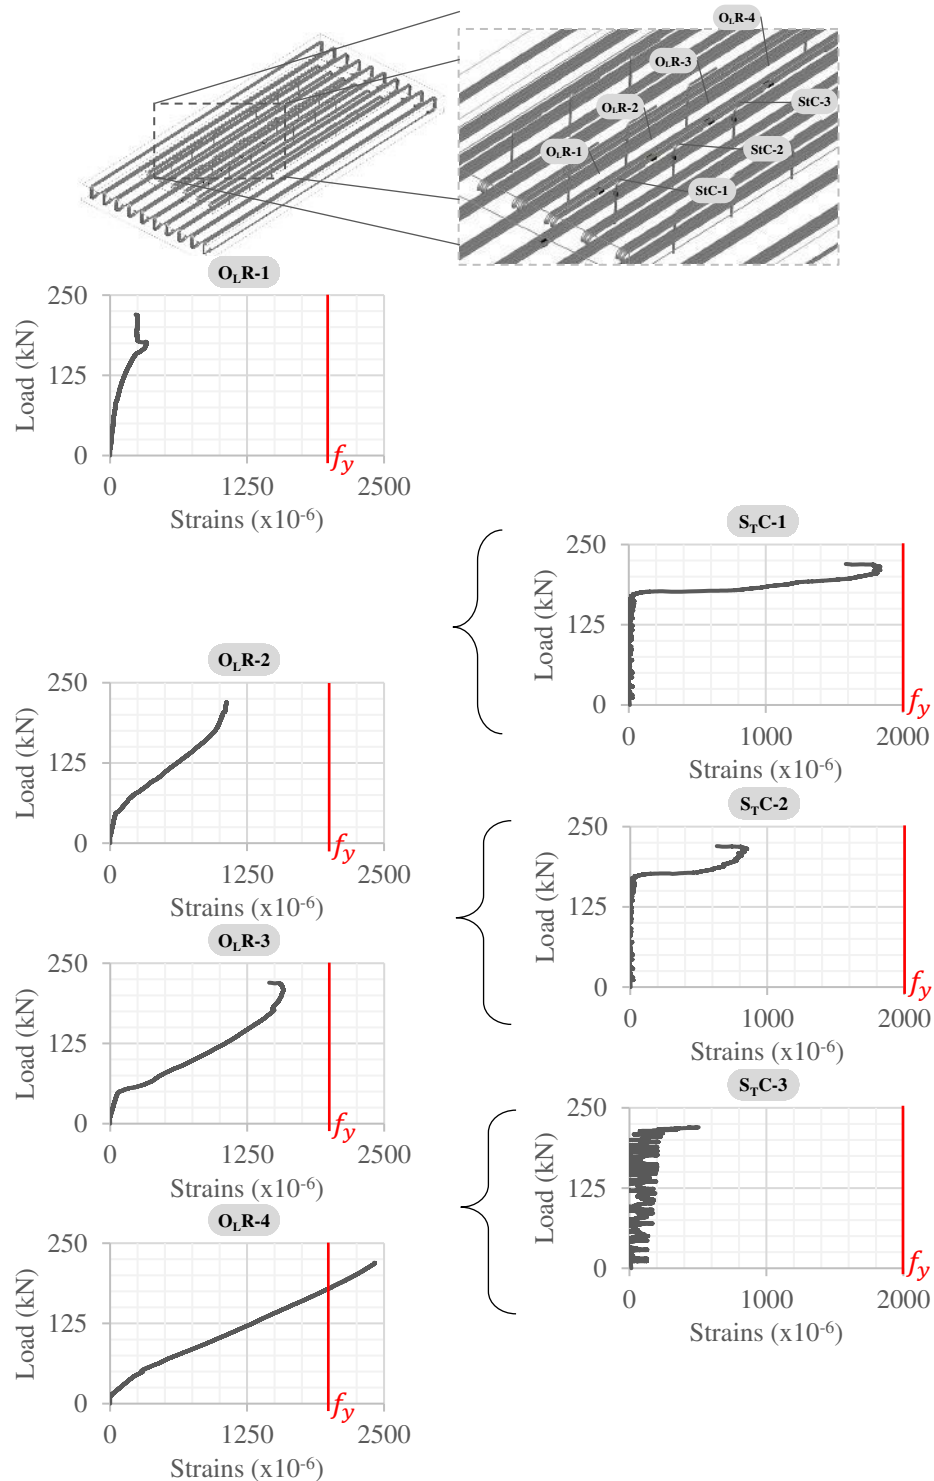 OLR-4
OLR-3
StC-3
OLR-2
StC-2
OLR-1
StC-1
OLR-1
250
125
0
Load (kN)
0 1250 2500
fy
Strains (x10-6)
STC-1
250
125
0
Load (kN)
0 1000 2000
fy
Strains (x10-6)
OLR-2
250
125
0
Load (kN)
0 1250 2500
fy
Strains (x10-6)
STC-2
250
125
0
Load (kN)
0 1000 2000
fy
Strains (x10-6)
OLR-3
250
125
0
Load (kN)
0 1250 2500
fy
Strains (x10-6)
STC-3
250
125
0
Load (kN)
0 1000 2000
fy
Strains (x10-6)
OLR-4
250
125
0
Load (kN)
0 1250 2500
fy
Strains (x10-6)